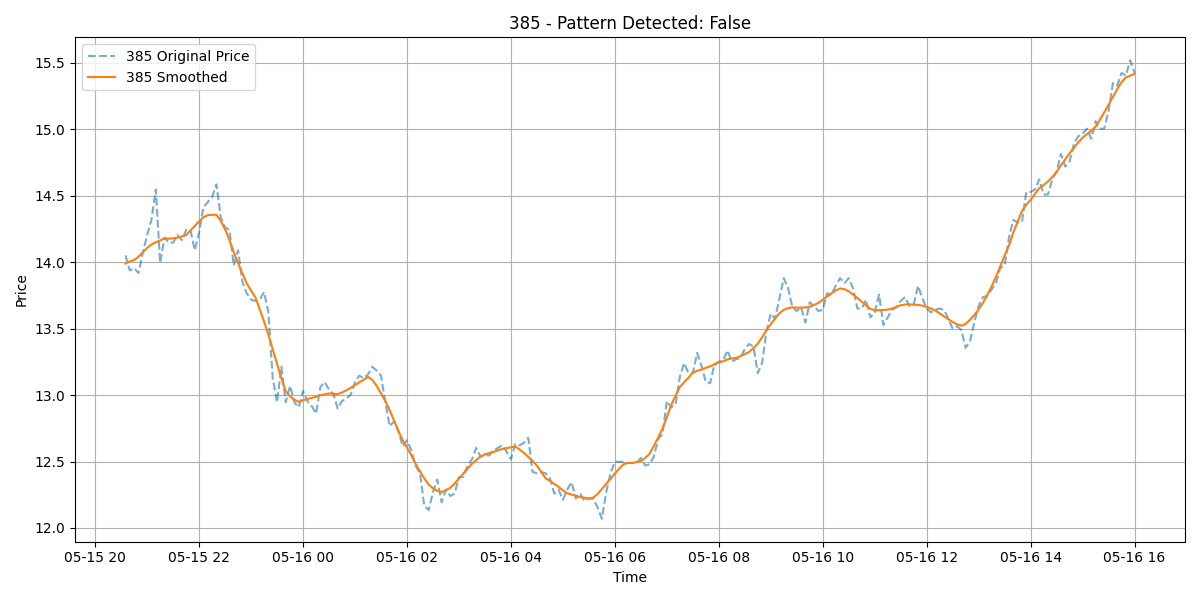 385 - Pattern Detected: False
385 Original Price
385 Smoothed
Price
15.5
15.0
14.5
14.0
13.5
13.0
12.5
12.0
05-15 20 05-15 22 05-16 00 05-16 02 05-16 04 05-16 06 05-16 08 05-16 10 05-16 12 05-16 14 05-16 16
Time